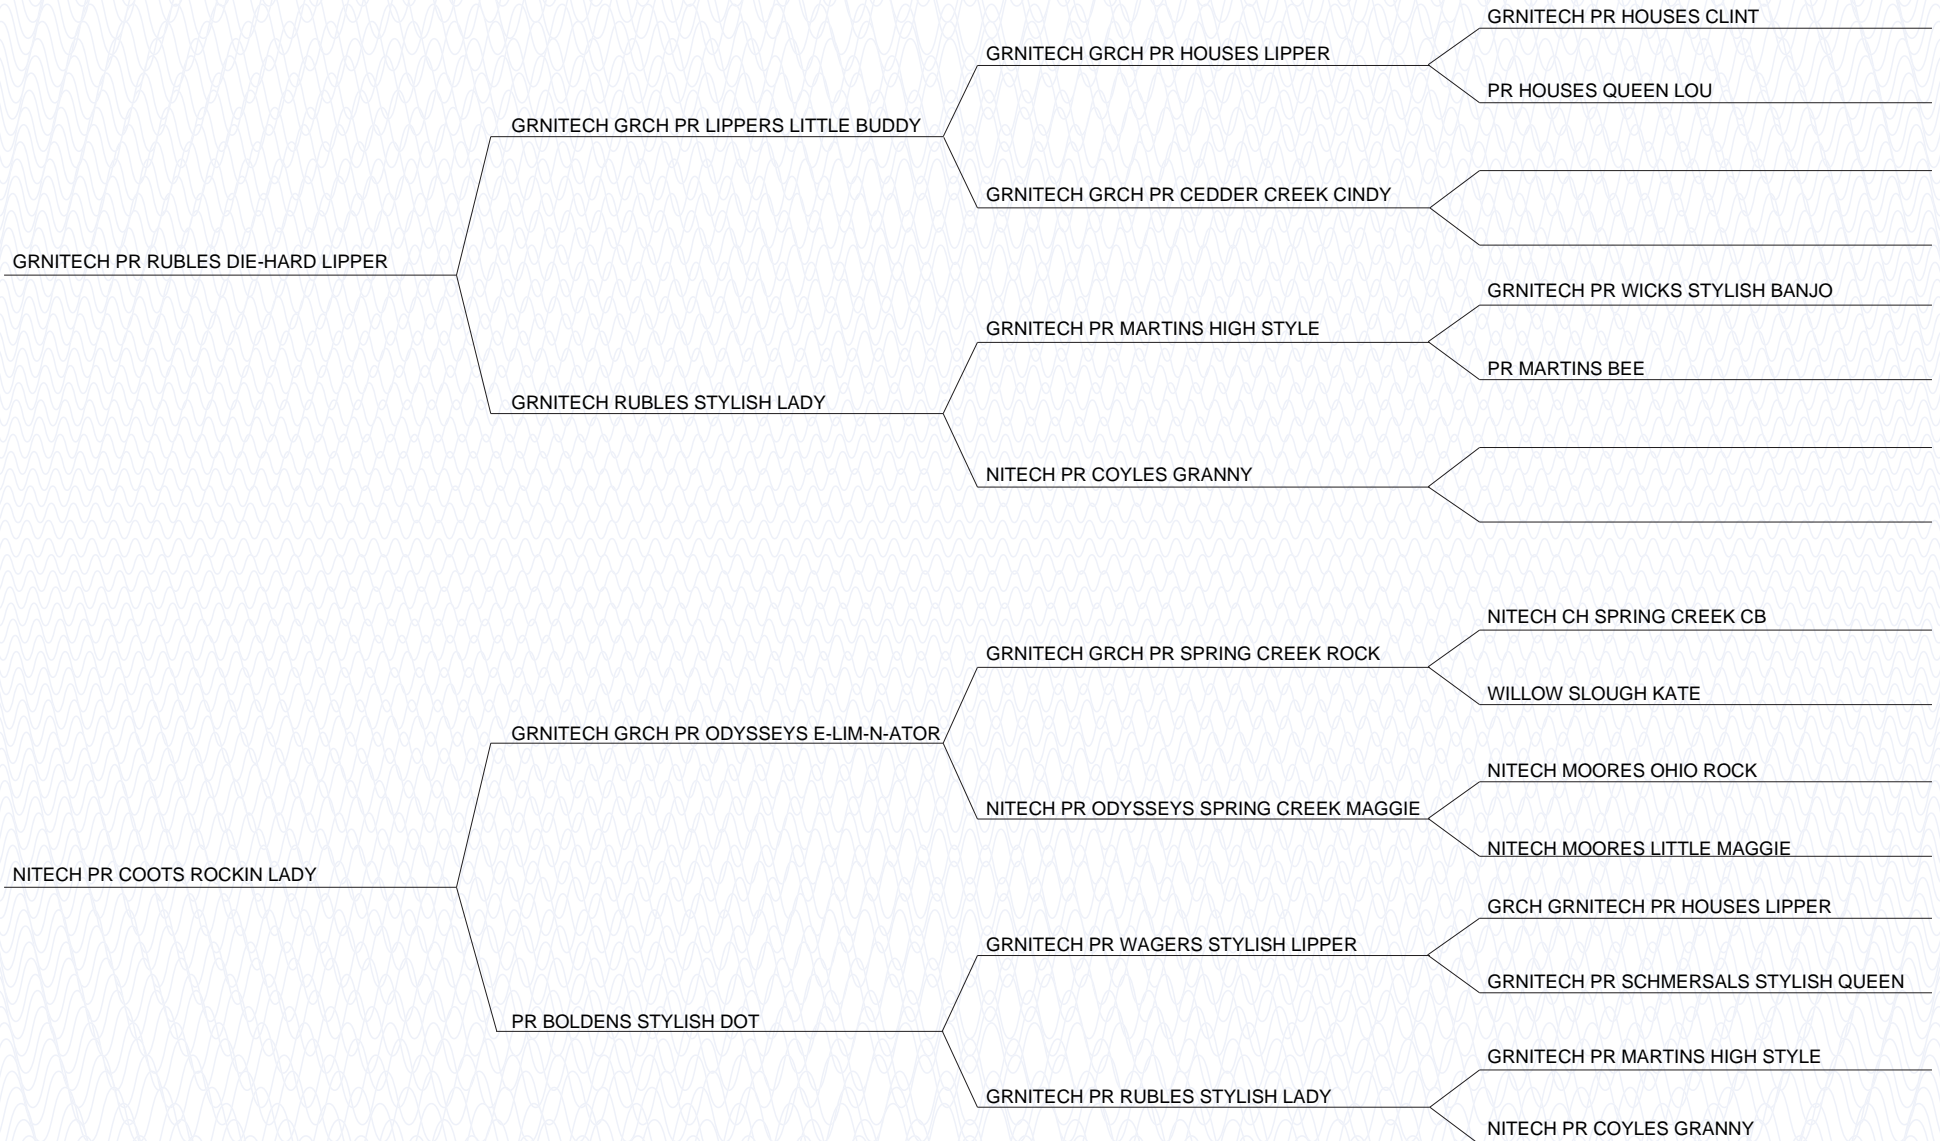 GRNITECH PR HOUSES CLINT
GRNITECH GRCH PR HOUSES LIPPER
PR HOUSES QUEEN LOU
GRNITECH GRCH PR LIPPERS LITTLE BUDDY
GRNITECH GRCH PR CEDDER CREEK CINDY
GRNITECH PR RUBLES DIE-HARD LIPPER
GRNITECH PR WICKS STYLISH BANJO
GRNITECH PR MARTINS HIGH STYLE
PR MARTINS BEE
GRNITECH RUBLES STYLISH LADY
NITECH PR COYLES GRANNY
NITECH CH SPRING CREEK CB
GRNITECH GRCH PR SPRING CREEK ROCK
WILLOW SLOUGH KATE
GRNITECH GRCH PR ODYSSEYS E-LIM-N-ATOR
NITECH MOORES OHIO ROCK
NITECH PR ODYSSEYS SPRING CREEK MAGGIE
NITECH MOORES LITTLE MAGGIE
NITECH PR COOTS ROCKIN LADY
GRCH GRNITECH PR HOUSES LIPPER
GRNITECH PR WAGERS STYLISH LIPPER
GRNITECH PR SCHMERSALS STYLISH QUEEN
PR BOLDENS STYLISH DOT
GRNITECH PR MARTINS HIGH STYLE
GRNITECH PR RUBLES STYLISH LADY
NITECH PR COYLES GRANNY